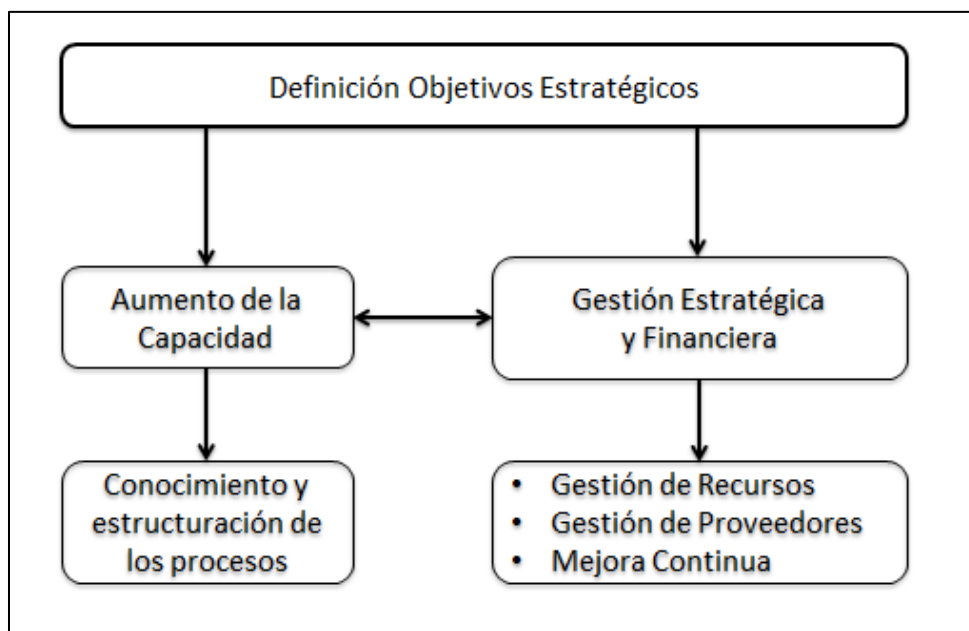 Definición Objetivos Estratégicos
Aumento de la
Capacidad
Gestión Estratégica
y Financiera
Conocimiento y
estructuración de
los procesos
• Gestión de Recursos
• Gestión de Proveedores
• Mejora Continua